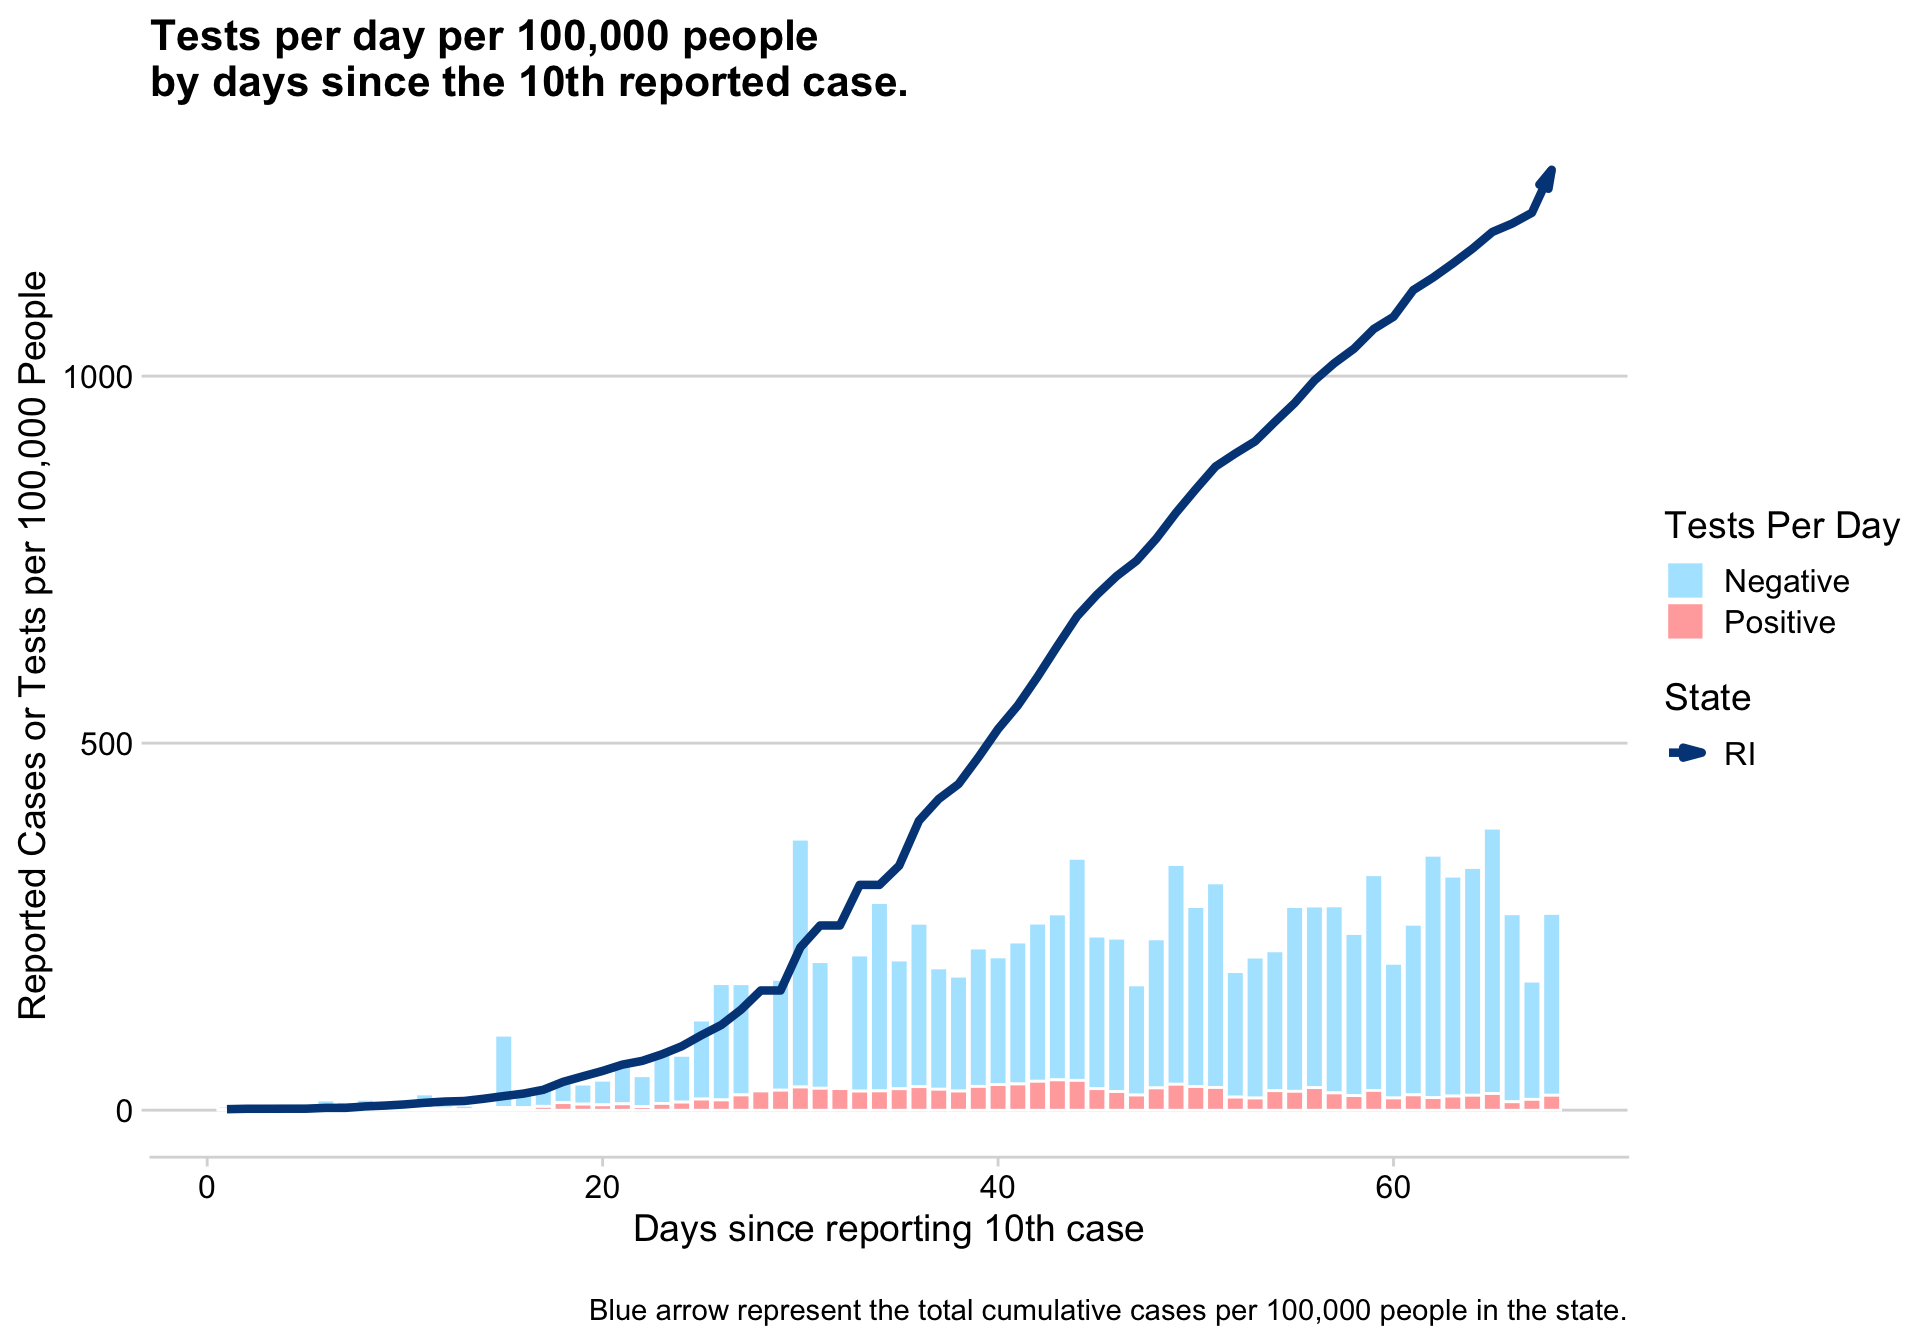 Tests per day per 100,000 people
by days since the 10th reported case.
Reported Cases or Tests per 100,000 People
1000
500
0
0
20
40
60
Days since reporting 10th case
Tests Per Day
Negative
Positive
State
RI
Blue arrow represent the total cumulative cases per 100,000 people in the state.